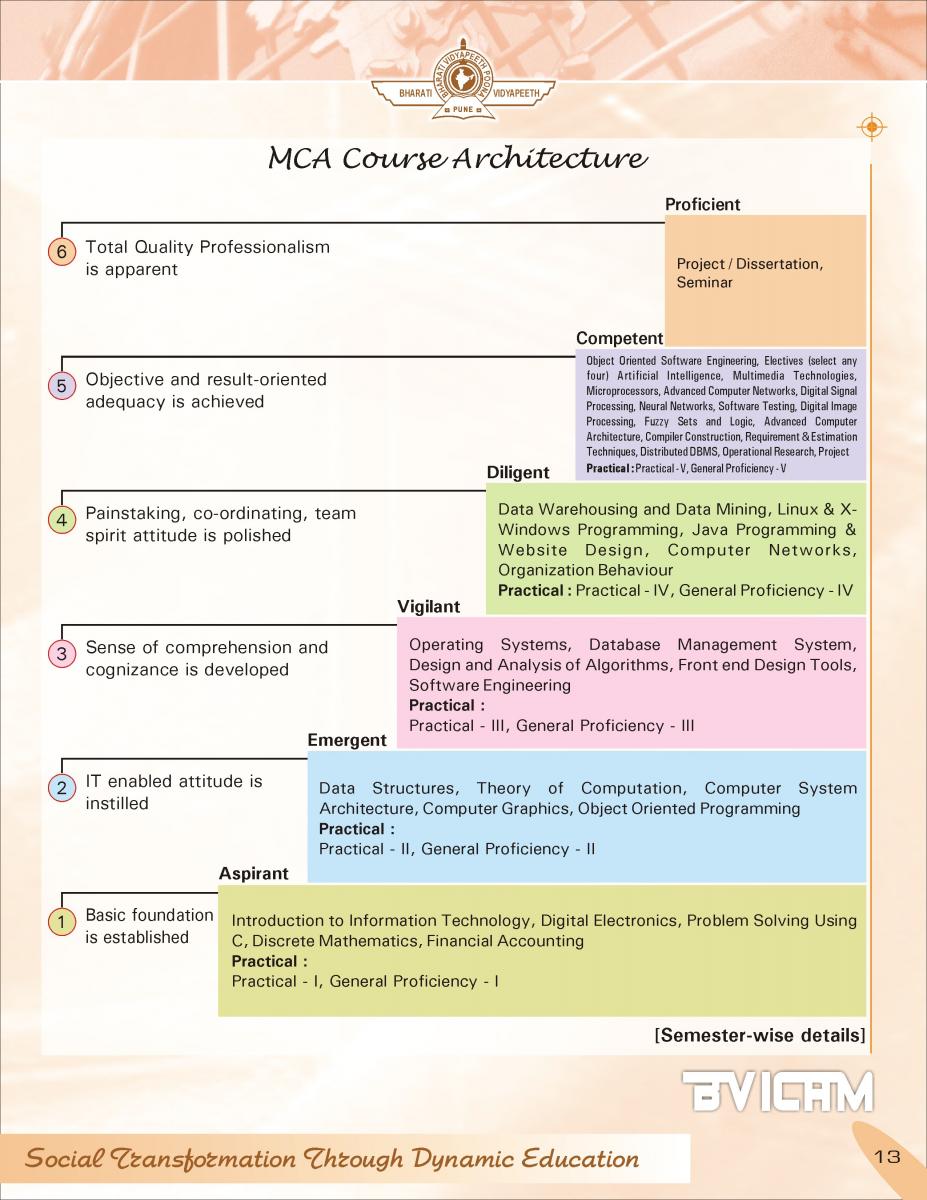 BHARATI VIDYAPEETH POONA
BHARATI VIDYAPEETH
PUNE
MCA Course Architecture
Proficient
6 Total Quality Professionalism
is apparent
Project / Dissertation,
Seminar
Competent
5 Objective and result-oriented
adequacy is achieved
Object Oriented Software Engineering, Electives (select any
four) Artificial Intelligence, Multimedia Technologies,
Microprocessors, Advanced Computer Networks, Digital Signal
Processing, Neural Networks, Software Testing, Digital Image
Processing, Fuzzy Sets and Logic, Advanced Computer
Architecture, Compiler Construction, Requirement & Estimation
Techniques, Distributed DBMS, Operational Research, Project
Practical : Practical - V, General Proficiency - V
Diligent
4 Painstaking, co-ordinating, team
spirit attitude is polished
Data Warehousing and Data Mining, Linux & X-
Windows Programming, Java Programming &
Website Design, Computer Networks,
Organization Behaviour
Practical : Practical - IV, General Proficiency - IV
Vigilant
3 Sense of comprehension and
cognizance is developed
Operating Systems, Database Management System,
Design and Analysis of Algorithms, Front end Design Tools,
Software Engineering
Practical :
Practical - III, General Proficiency - III
Emergent
2 IT enabled attitude is
instilled
Data Structures, Theory of Computation, Computer System
Architecture, Computer Graphics, Object Oriented Programming
Practical :
Practical - II, General Proficiency - II
Aspirant
1 Basic foundation
is established
Introduction to Information Technology, Digital Electronics, Problem Solving Using
C, Discrete Mathematics, Financial Accounting
Practical :
Practical - I, General Proficiency - I
[Semester-wise details]
BVICAM
Social Transformation Through Dynamic Education
13